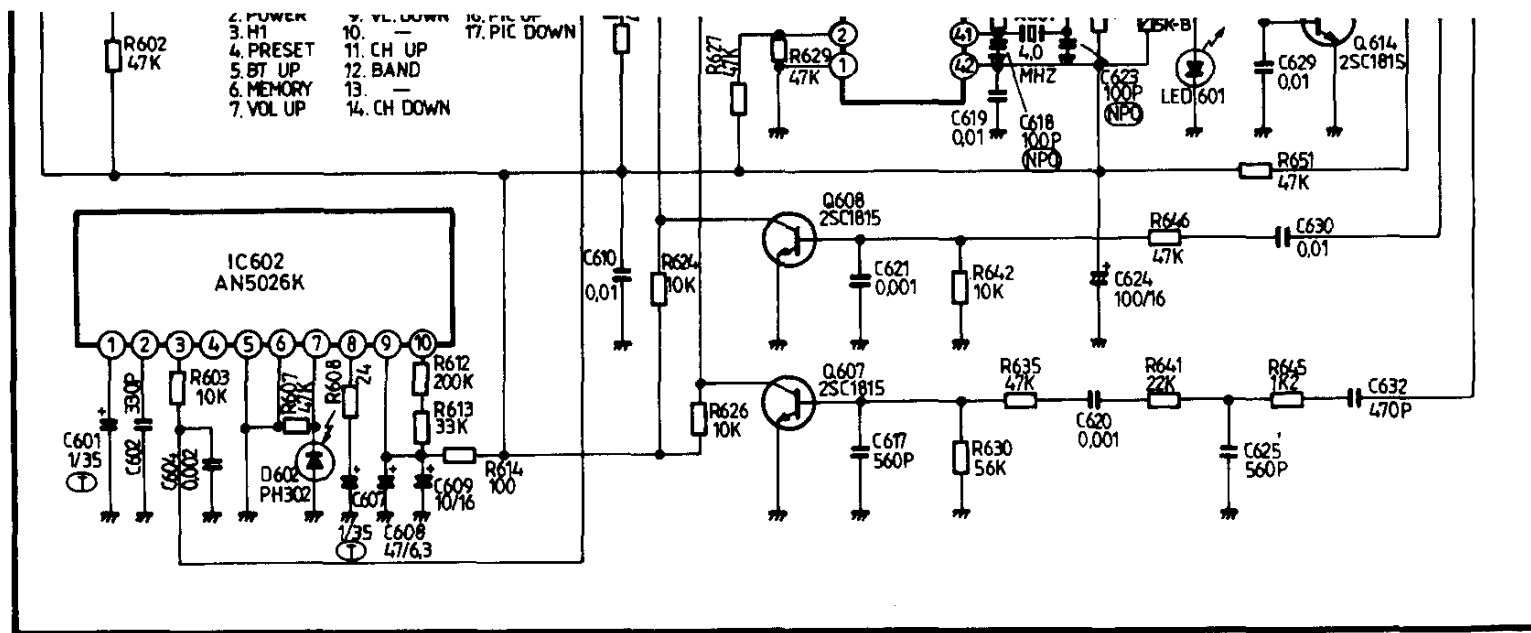 2. POWER
3. H1
4. PRESET
5. BT UP
6. MEMORY
7. VOL UP
9. VL. DOWN
10. —
11. CH UP
12. BAND
13. —
14. CH DOWN
16. PIC UP
17. PIC DOWN
R602
47K
R627
47K
R629
47K
2
1
41
42
4,0
MHZ
C619
0,01
C618
100P
NPO
C623
100P
NPO
LED601
C629
0,01
Q614
2SC1815
R651
47K
IC602
AN5026K
1
2
3
4
5
6
7
8
9
10
C610
0,01
R624
10K
Q608
2SC1815
C621
0,001
R642
10K
R646
47K
C630
0,01
C624
100/16
C601
1/35
T
330P
C602
R603
10K
C604
0,002
R607
47K
R608
24
D602
PH302
C607
1/35
T
C608
47/6,3
R612
200K
R613
33K
C609
10/16
R614
100
R626
10K
Q607
2SC1815
C617
560P
R630
56K
R635
47K
C620
0,001
R641
22K
C625
560P
R645
1K2
C632
470P